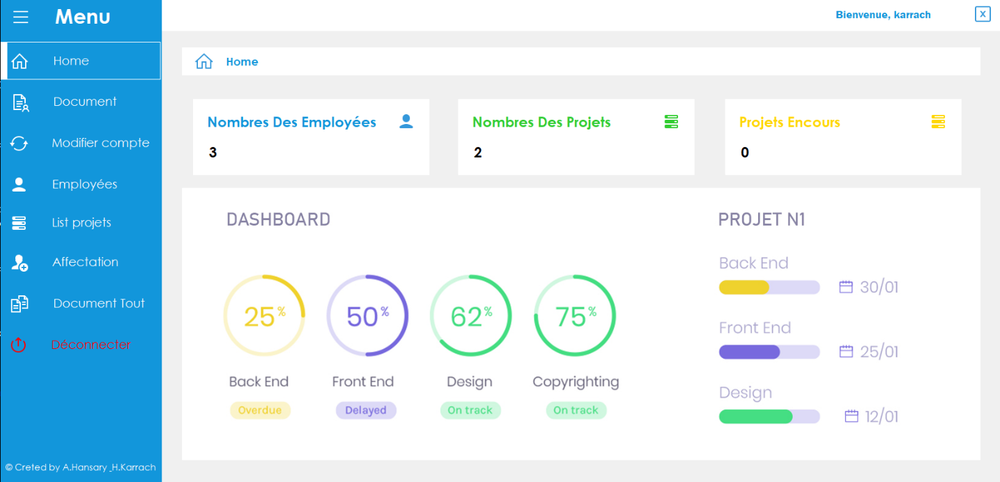 Menu
Home
Document
Modifier compte
Employées
List projets
Affectation
Document Tout
Déconnecter
© Creted by A.Hansary _H.Karrach
Bienvenue, karrach
X
Home
Nombres Des Employées
3
Nombres Des Projets
2
Projets Encours
0
DASHBOARD
25%
50%
62%
75%
Back End
Front End
Design
Copyrighting
Overdue
Delayed
On track
On track
PROJET N1
Back End
30/01
Front End
25/01
Design
12/01